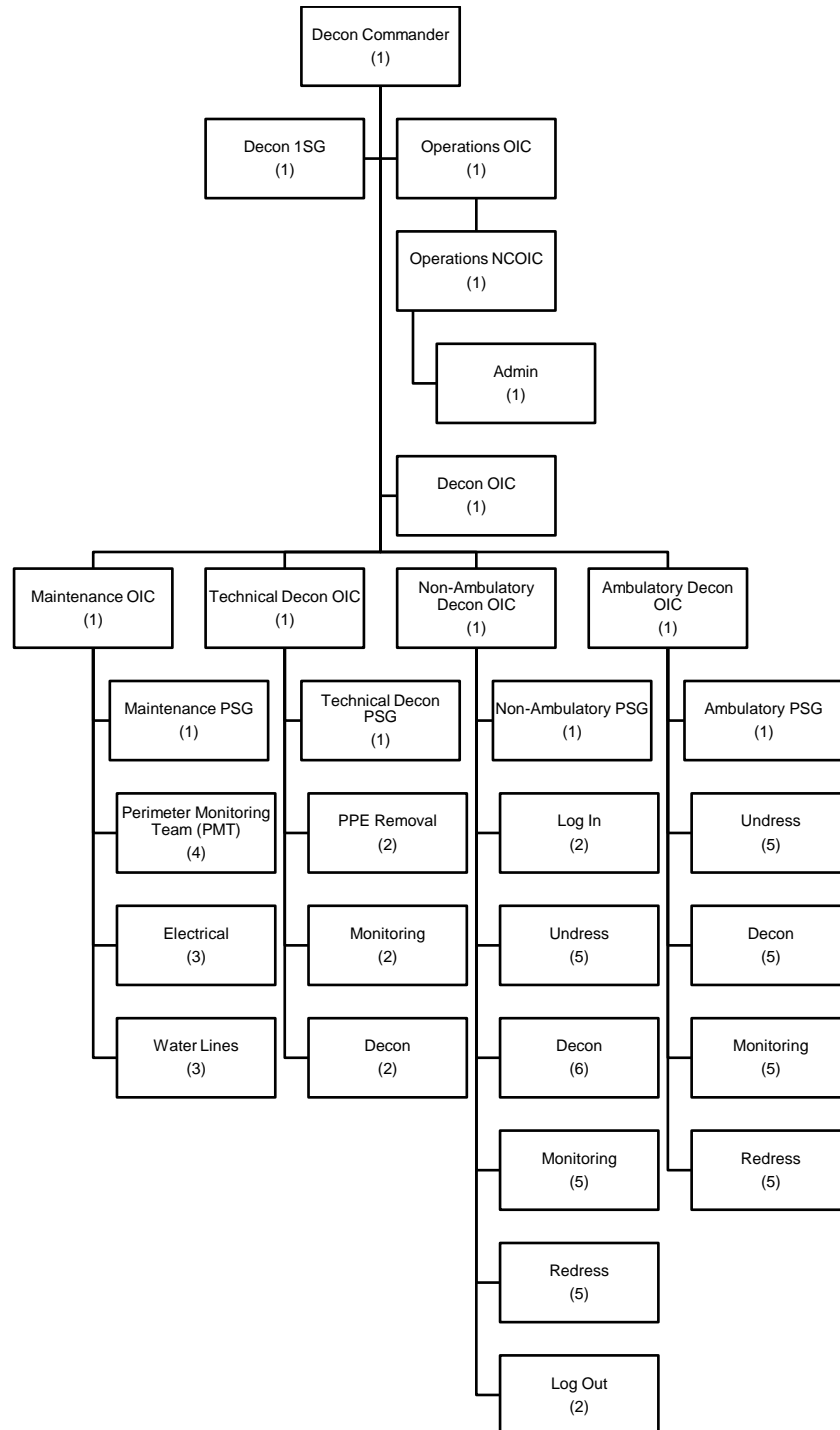 Decon Commander
(1)
Decon 1SG
(1)
Operations OIC
(1)
Operations NCOIC
(1)
Admin
(1)
Decon OIC
(1)
Maintenance OIC
(1)
Technical Decon OIC
(1)
Non-Ambulatory
Decon OIC
(1)
Ambulatory Decon
OIC
(1)
Maintenance PSG
(1)
Perimeter Monitoring
Team (PMT)
(4)
Electrical
(3)
Water Lines
(3)
Technical Decon
PSG
(1)
PPE Removal
(2)
Monitoring
(2)
Decon
(2)
Non-Ambulatory PSG
(1)
Log In
(2)
Undress
(5)
Decon
(6)
Monitoring
(5)
Redress
(5)
Log Out
(2)
Ambulatory PSG
(1)
Undress
(5)
Decon
(5)
Monitoring
(5)
Redress
(5)